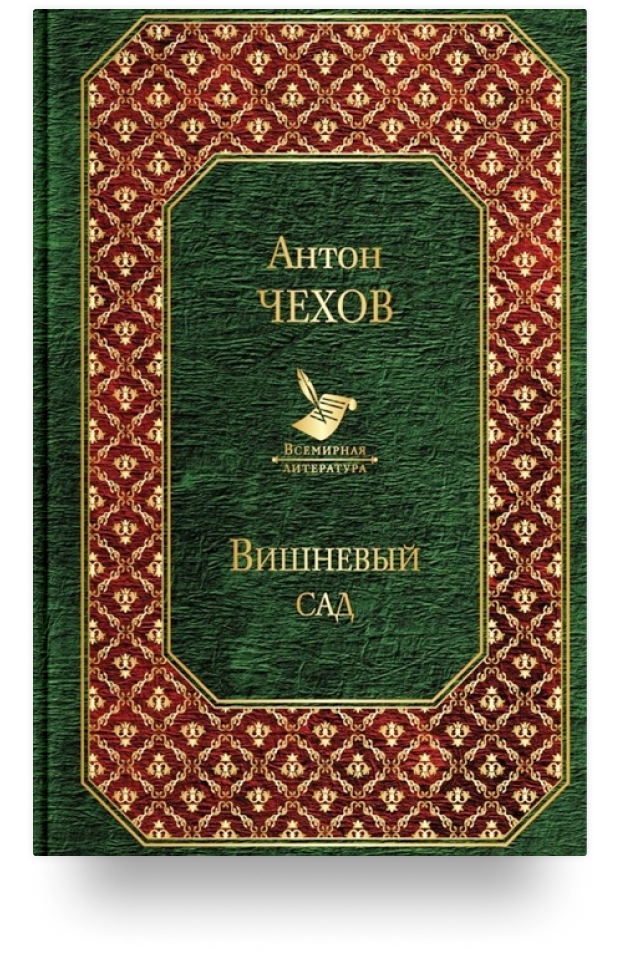 Антон
ЧЕХОВ
Всемирная
литература
Вишневый
сад